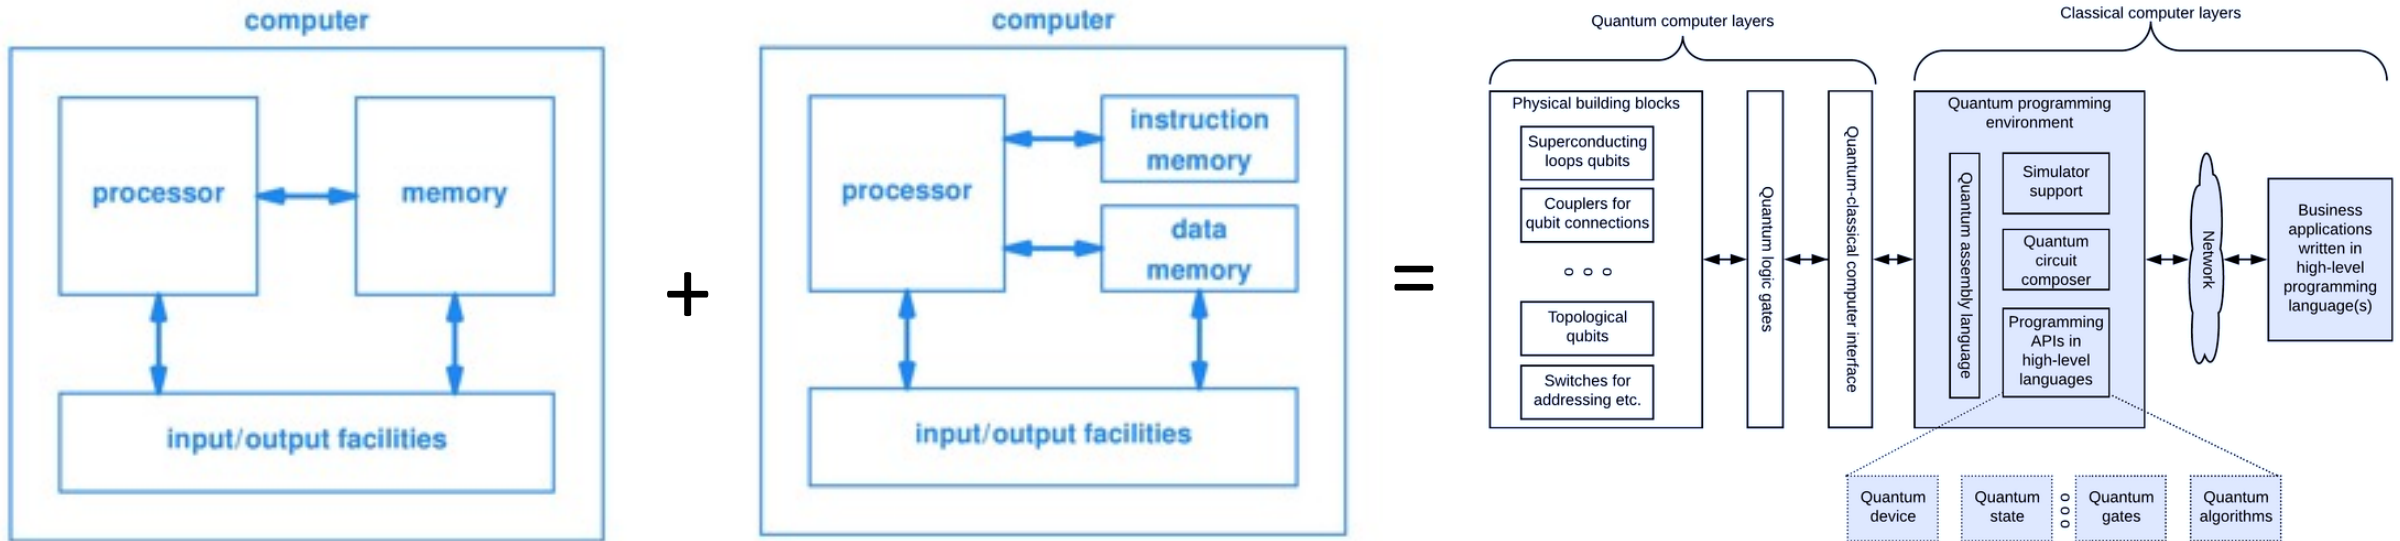 computer
processor
memory
input/output facilities
+
computer
processor
instruction
memory
data
memory
input/output facilities
=
Quantum computer layers
Physical building blocks
Superconducting
loops qubits
Couplers for
qubit connections
Topological
qubits
Switches for
addressing etc.
Quantum logic gates
Quantum-classical computer interface
Classical computer layers
Quantum programming
environment
Quantum assembly language
Simulator
support
Quantum
circuit
composer
Programming
APIs in
high-level
languages
Network
Business
applications
written in
high-level
programming
language(s)
Quantum
device
Quantum
state
Quantum
gates
Quantum
algorithms